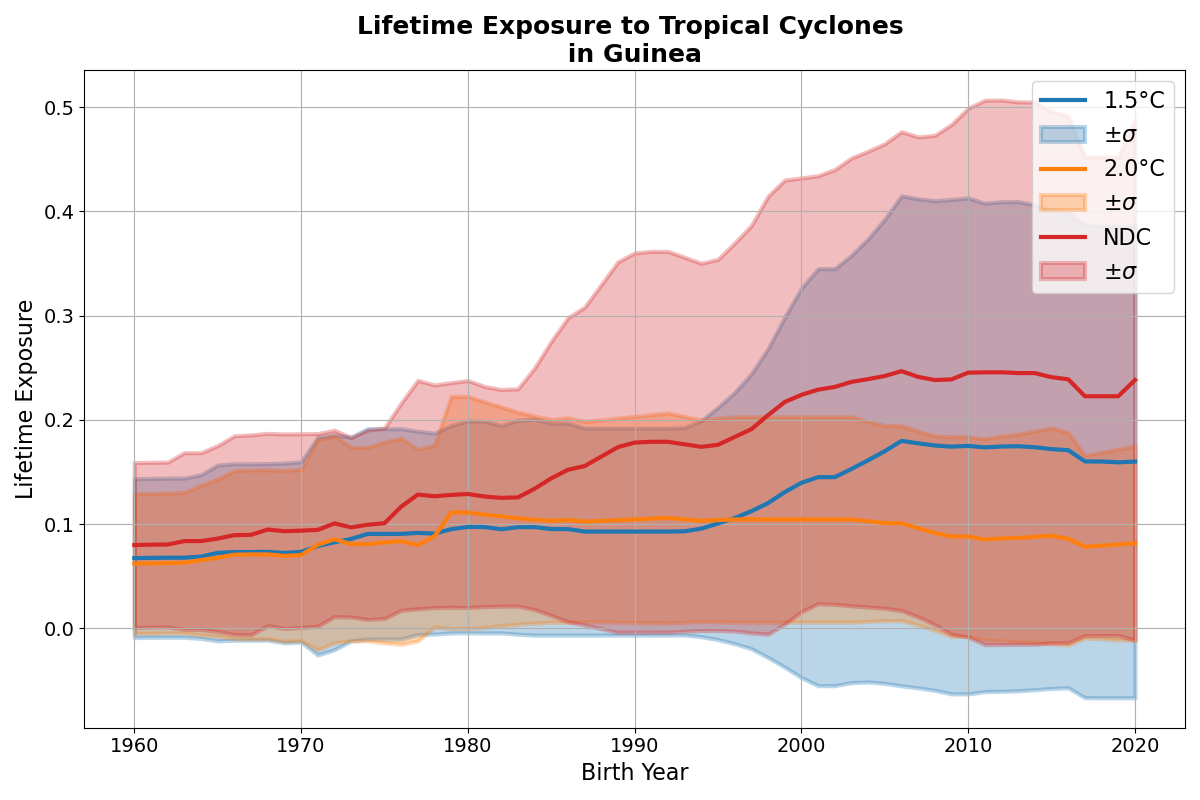 Lifetime Exposure to Tropical Cyclones
in Guinea
Lifetime Exposure
0.5
0.4
0.3
0.2
0.1
0.0
1960 1970 1980 1990 2000 2010 2020
Birth Year
1.5°C
±σ
2.0°C
±σ
NDC
±σ